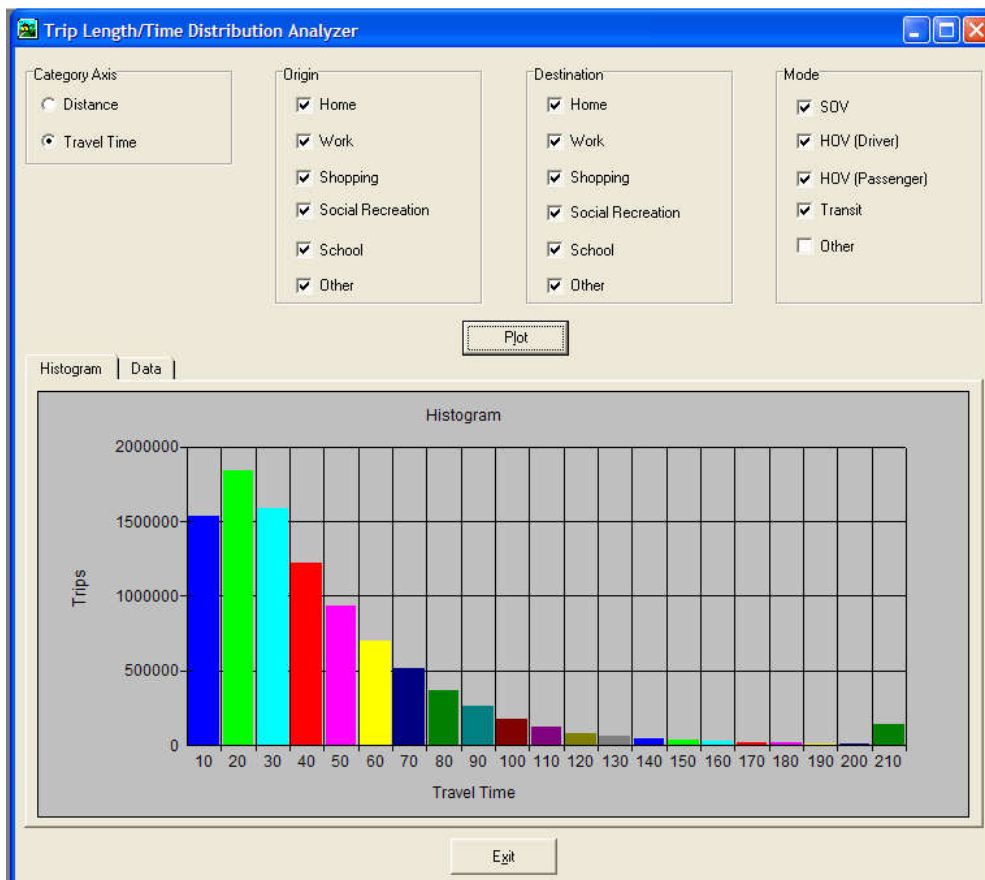 Trip Length/Time Distribution Analyzer
Category Axis
Distance
Travel Time
Origin
Home
Work
Shopping
Social Recreation
School
Other
Destination
Home
Work
Shopping
Social Recreation
School
Other
Mode
SOV
HOV (Driver)
HOV (Passenger)
Transit
Other
Plot
Histogram Data
Histogram
Trips
2000000
1500000
1000000
500000
0
10 20 30 40 50 60 70 80 90 100 110 120 130 140 150 160 170 180 190 200 210
Travel Time
Exit